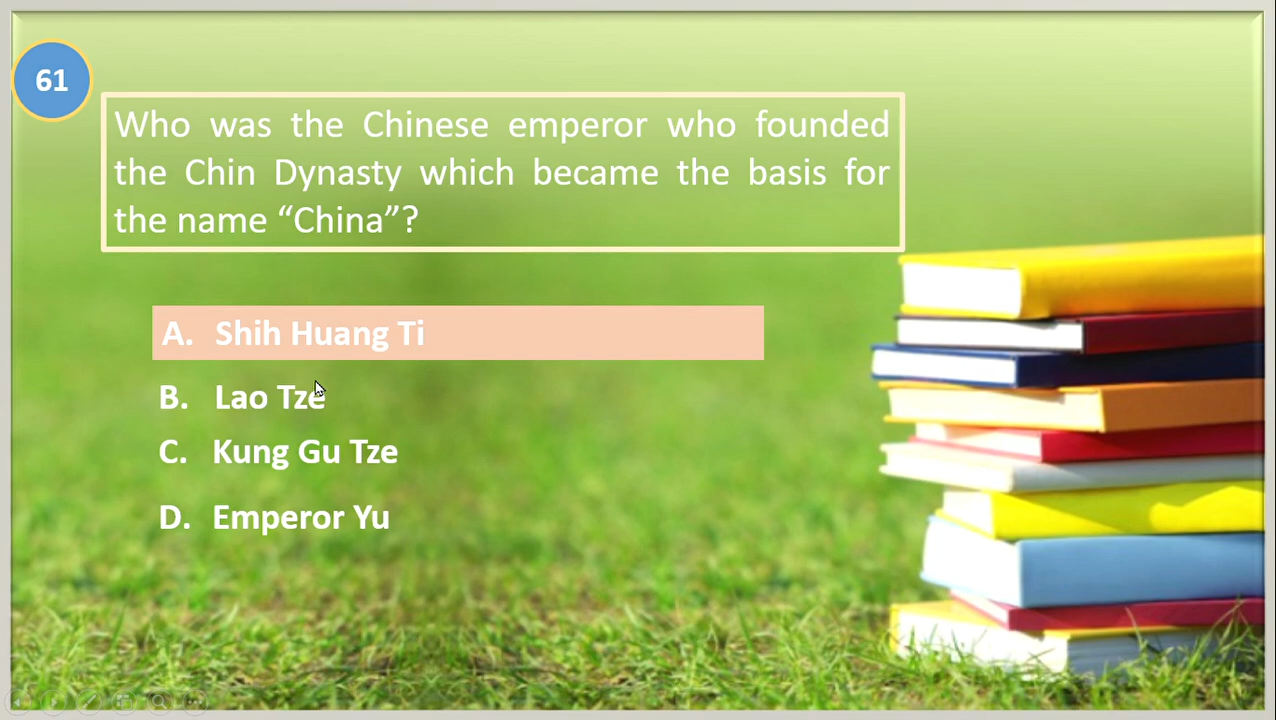 61
Who was the Chinese emperor who founded
the Chin Dynasty which became the basis for
the name “China”?
A. Shih Huang Ti
B. Lao Tze
C. Kung Gu Tze
D. Emperor Yu